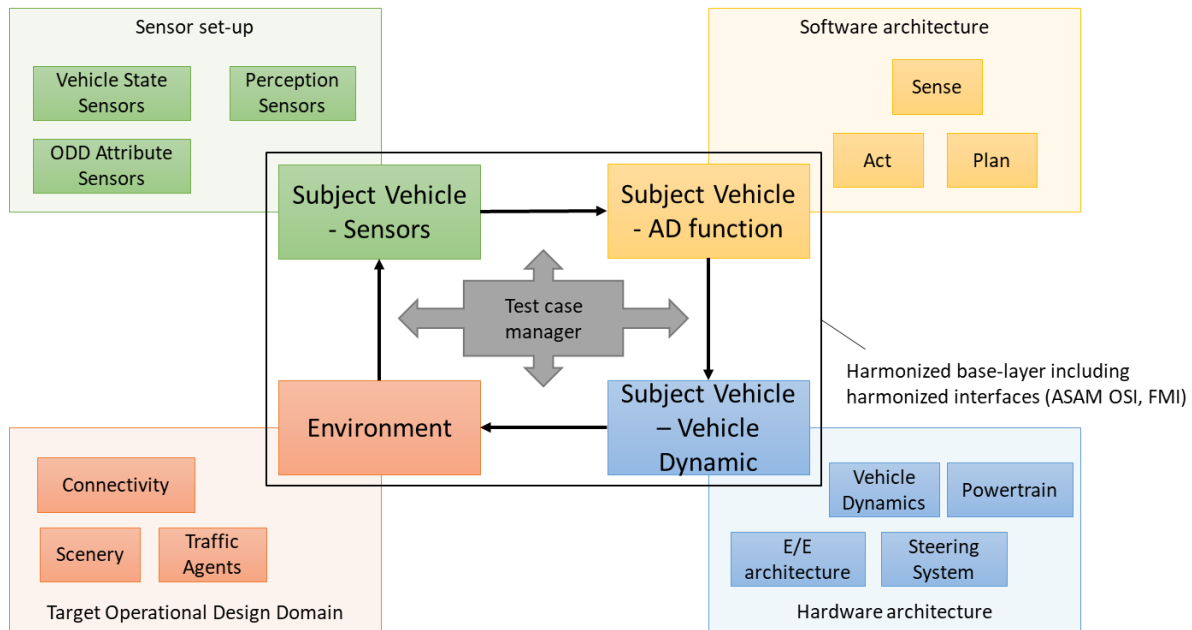 Sensor set-up
Vehicle State
Sensors
Perception
Sensors
ODD Attribute
Sensors
Software architecture
Sense
Act
Plan
Subject Vehicle
- Sensors
Subject Vehicle
- AD function
Test case
manager
Harmonized base-layer including
harmonized interfaces (ASAM OSI, FMI)
Environment
Subject Vehicle
– Vehicle
Dynamic
Connectivity
Scenery
Traffic
Agents
Target Operational Design Domain
Vehicle
Dynamics
Powertrain
E/E
architecture
Steering
System
Hardware architecture